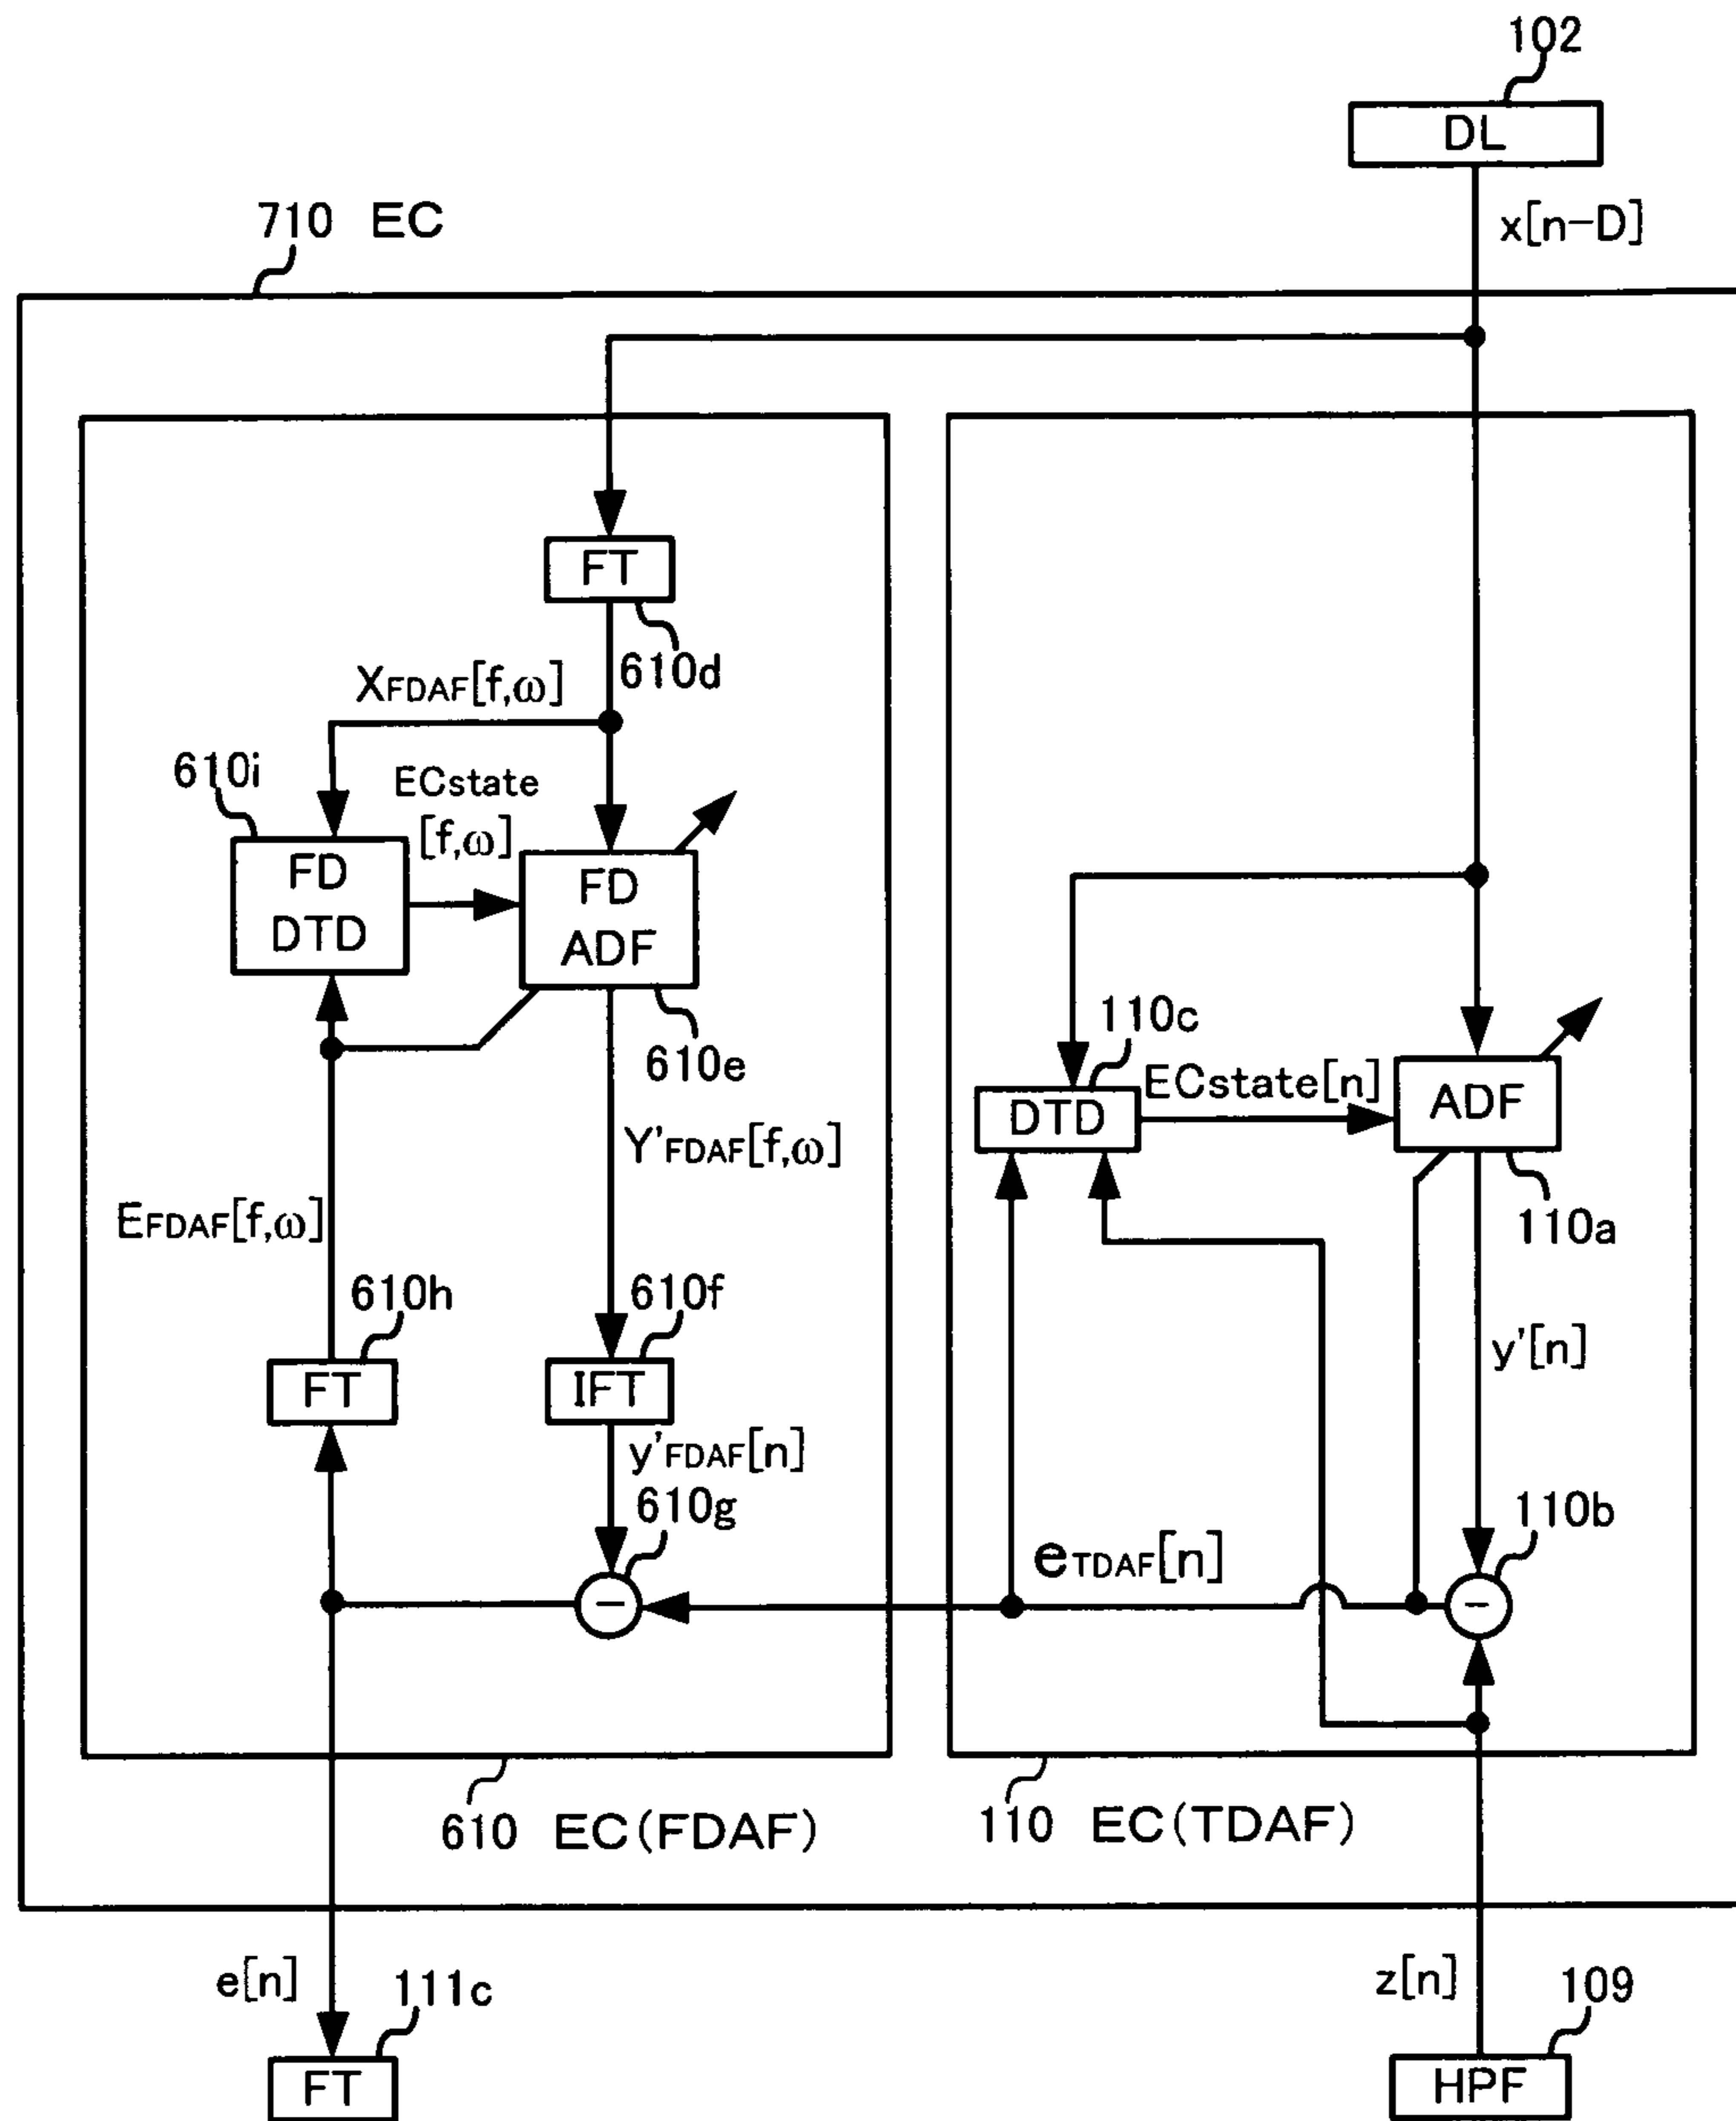 102
DL
710 EC
x[n-D]
FT
610d
XFDAF[f,ω]
610i
ECstate
[f,ω]
FD
DTD
FD
ADF
610e
110c
ECstate[n]
DTD
ADF
110a
Y'FDAF[f,ω]
EFDAF[f,ω]
610h
610f
FT
IFT
y'[n]
y'FDAF[n]
610g
110b
eTDAF[n]
-
-
610 EC(FDAF)
110 EC(TDAF)
e[n]
111c
z[n]
109
FT
HPF